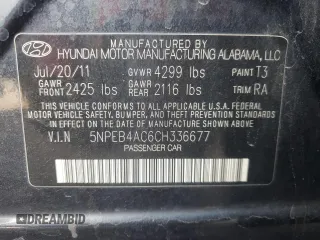 MANUFACTURED BY
HYUNDAI MOTOR MANUFACTURING ALABAMA, LLC
Jul/20/11 GVWR 4299 lbs PAINT T3
GAWR FRONT 2425 lbs GAWR REAR 2116 lbs TRIM RA
THIS VEHICLE CONFORMS TO ALL APPLICABLE U.S.A. FEDERAL
MOTOR VEHICLE SAFETY, BUMPER, AND THEFT PREVENTION
STANDARDS IN EFFECT ON THE DATE OF MANUFACTURE SHOWN ABOVE.
V.I.N 5NPEB4AC6CH336677
PASSENGER CAR
DREAMBID